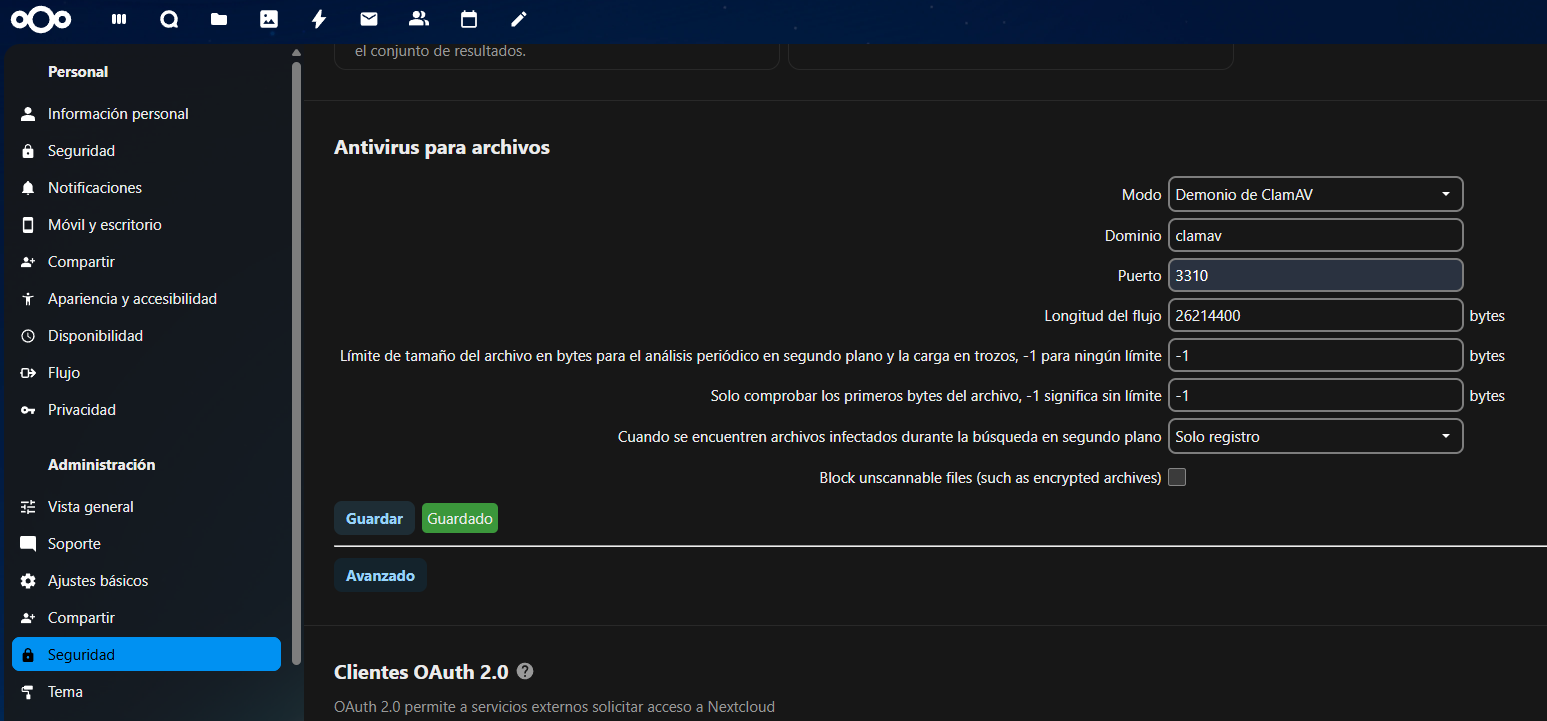 el conjunto de resultados.
Personal
Información personal
Seguridad
Notificaciones
Móvil y escritorio
Compartir
Apariencia y accesibilidad
Disponibilidad
Flujo
Privacidad
Administración
Vista general
Soporte
Ajustes básicos
Compartir
Seguridad
Tema
Antivirus para archivos
Modo Demonio de ClamAV
Dominio clamav
Puerto 3310
Longitud del flujo 26214400 bytes
Límite de tamaño del archivo en bytes para el análisis periódico en segundo plano y la carga en trozos, -1 para ningún límite -1 bytes
Solo comprobar los primeros bytes del archivo, -1 significa sin límite -1 bytes
Cuando se encuentren archivos infectados durante la búsqueda en segundo plano Solo registro
Block unscannable files (such as encrypted archives)
Guardar Guardado
Avanzado
Clientes OAuth 2.0 ?
OAuth 2.0 permite a servicios externos solicitar acceso a Nextcloud